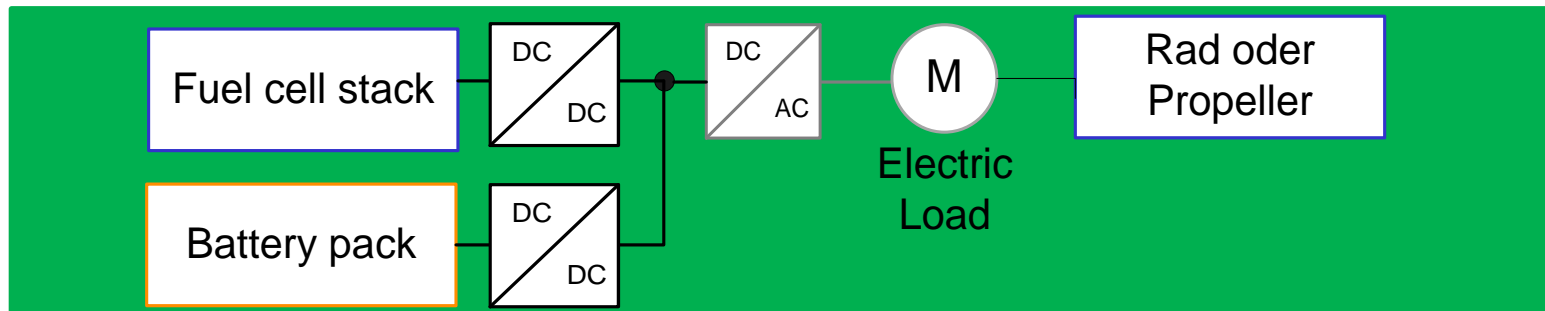 Fuel cell stack
DC
DC
DC
AC
M
Rad oder
Propeller
Electric
Load
Battery pack
DC
DC